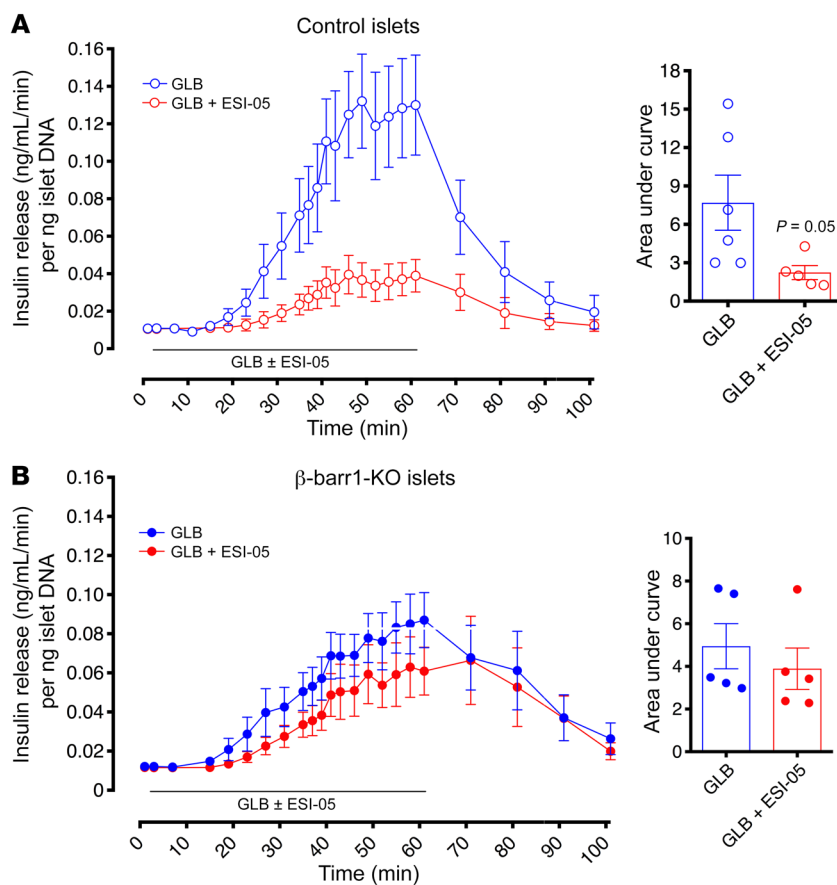 A
Control islets
Insulin release (ng/mL/min)
per ng islet DNA
0.16
0.14
0.12
0.10
0.08
0.06
0.04
0.02
0
GLB
GLB + ESI-05
GLB ± ESI-05
0 10 20 30 40 50 60 70 80 90 100
Time (min)
Area under curve
18
15
12
9
6
3
0
P = 0.05
GLB
GLB + ESI-05
B
β-barr1-KO islets
Insulin release (ng/mL/min)
per ng islet DNA
0.16
0.14
0.12
0.10
0.08
0.06
0.04
0.02
0
GLB
GLB + ESI-05
GLB ± ESI-05
0 10 20 30 40 50 60 70 80 90 100
Time (min)
Area under curve
10
8
6
4
2
0
GLB
GLB + ESI-05